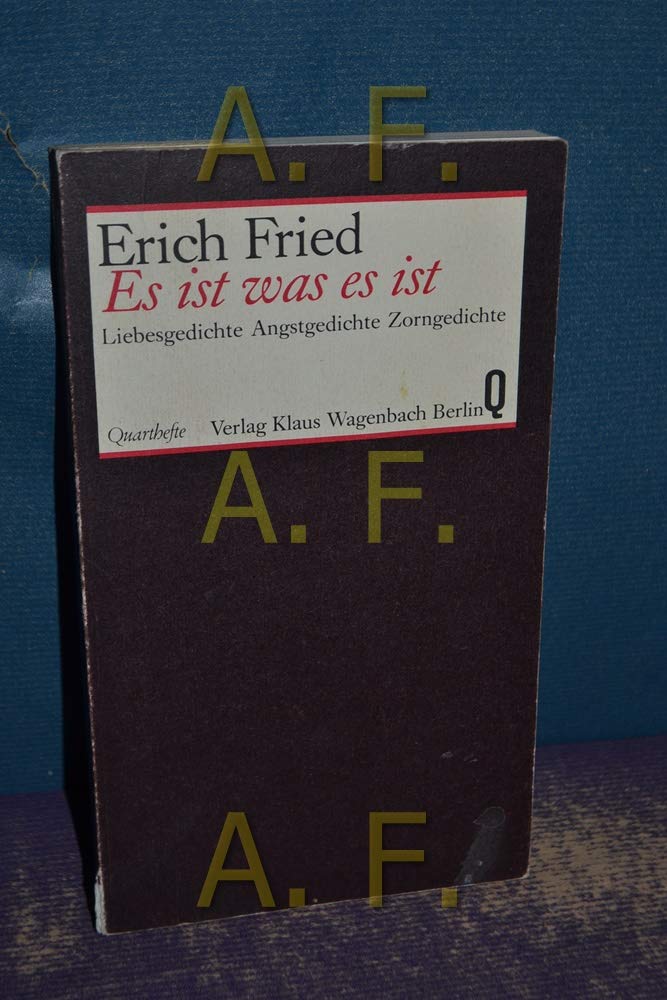 A. F.
Erich Fried
Es ist was es ist
Liebesgedichte Angstgedichte Zorngedichte
Quarthefte Verlag Klaus Wagenbach Berlin Q
A. F.
A. F.